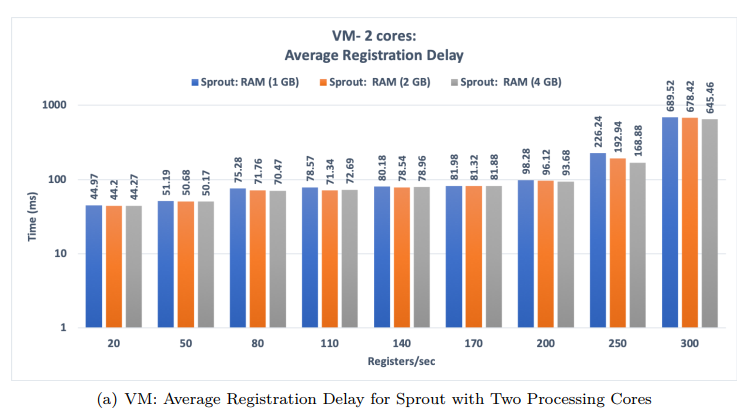 VM- 2 cores:
Average Registration Delay
Sprout: RAM (1 GB) Sprout: RAM (2 GB) Sprout: RAM (4 GB)
1000
100
10
1
Time (ms)
44.97 44.2 44.27
51.19 50.68 50.17
75.28 71.76 70.47
78.57 71.34 72.69
80.18 78.54 78.96
81.98 81.32 81.88
98.28 96.12 93.68
226.24 192.94 168.88
689.52 678.42 645.46
20 50 80 110 140 170 200 250 300
Registers/sec
(a) VM: Average Registration Delay for Sprout with Two Processing Cores